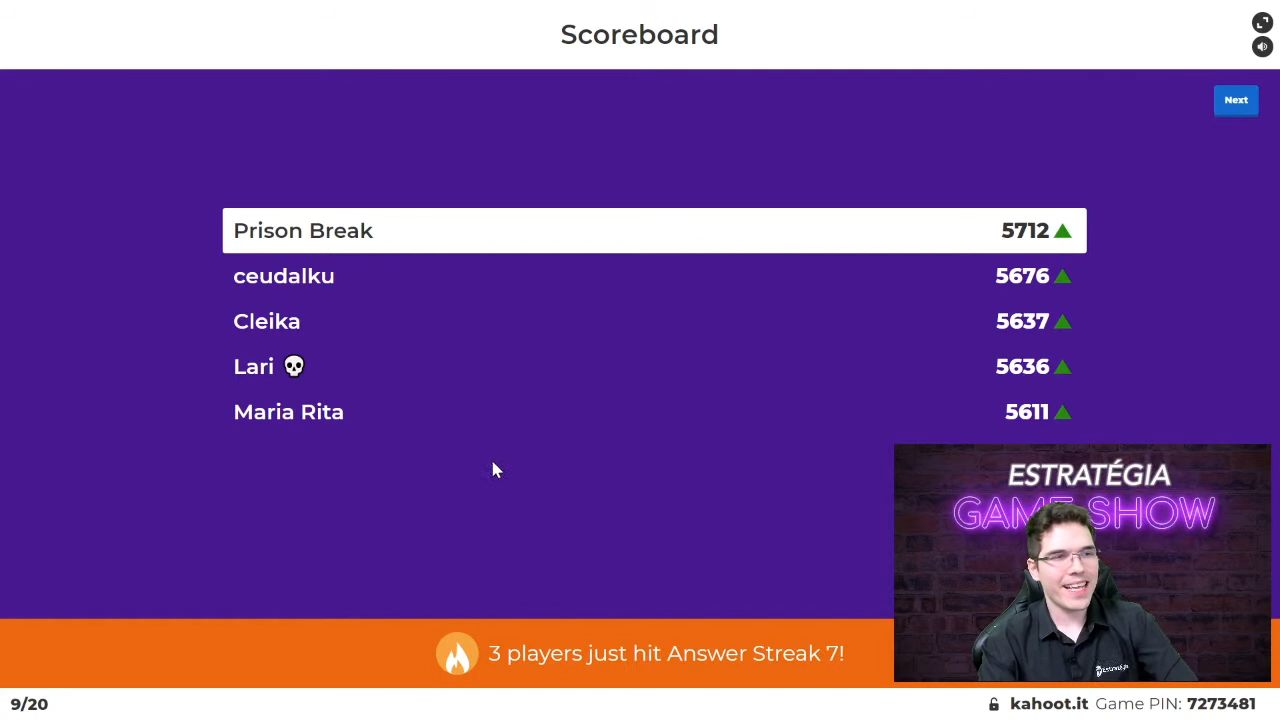 Scoreboard
Next
Prison Break 5712
ceudalku 5676
Cleika 5637
Lari 💀 5636
Maria Rita 5611
ESTRATÉGIA
GAME SHOW
3 players just hit Answer Streak 7!
9/20
kahoot.it Game PIN: 7273481